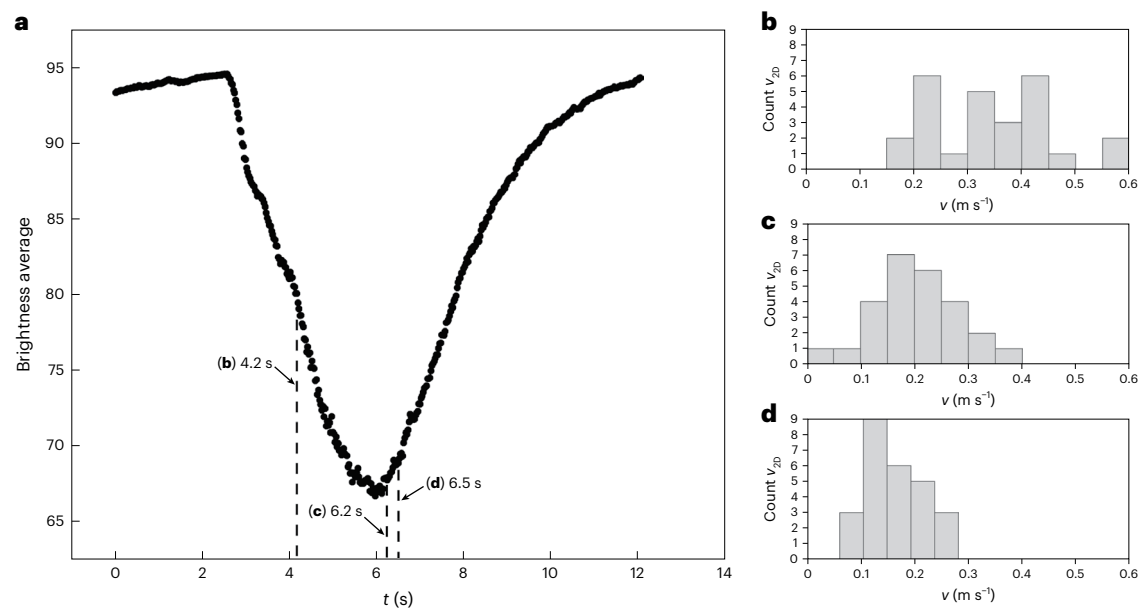 a
95
90
85
80
75
70
65
Brightness average
0 2 4 6 8 10 12 14
t (s)
(b) 4.2 s
(c) 6.2 s
(d) 6.5 s
b
9
8
7
6
5
4
3
2
1
0
Count v2D
0 0.1 0.2 0.3 0.4 0.5 0.6
v (m s−1)
c
9
8
7
6
5
4
3
2
1
0
Count v2D
0 0.1 0.2 0.3 0.4 0.5 0.6
v (m s−1)
d
9
8
7
6
5
4
3
2
1
0
Count v2D
0 0.1 0.2 0.3 0.4 0.5 0.6
v (m s−1)